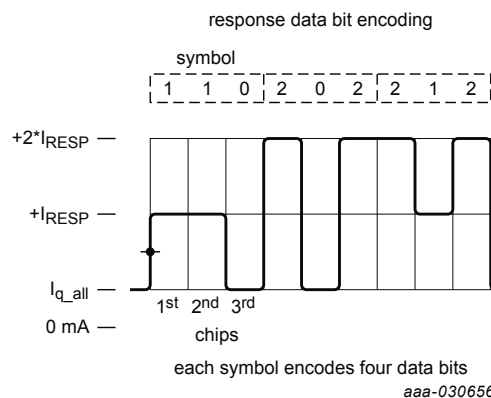 response data bit encoding
symbol
1 1 0 2 0 2 2 1 2
+2*IRESP
+IRESP
Iq_all
1st 2nd 3rd
0 mA
chips
each symbol encodes four data bits
aaa-030656